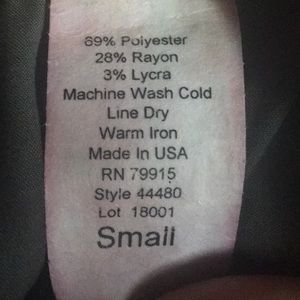 69% Polyester
28% Rayon
3% Lycra
Machine Wash Cold
Line Dry
Warm Iron
Made In USA
RN 79915
Style 44480
Lot 18001
Small